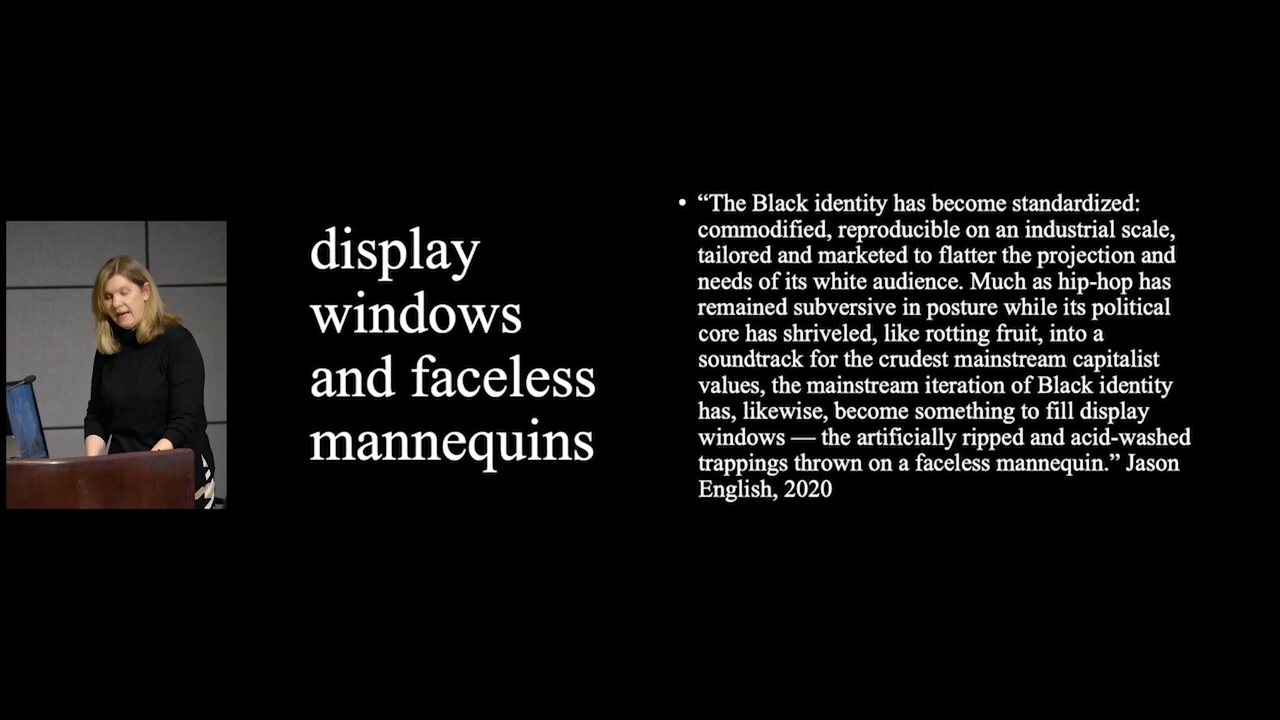 display
windows
and faceless
mannequins
• “The Black identity has become standardized:
commodified, reproducible on an industrial scale,
tailored and marketed to flatter the projection and
needs of its white audience. Much as hip-hop has
remained subversive in posture while its political
core has shriveled, like rotting fruit, into a
soundtrack for the crudest mainstream capitalist
values, the mainstream iteration of Black identity
has, likewise, become something to fill display
windows — the artificially ripped and acid-washed
trappings thrown on a faceless mannequin.” Jason
English, 2020